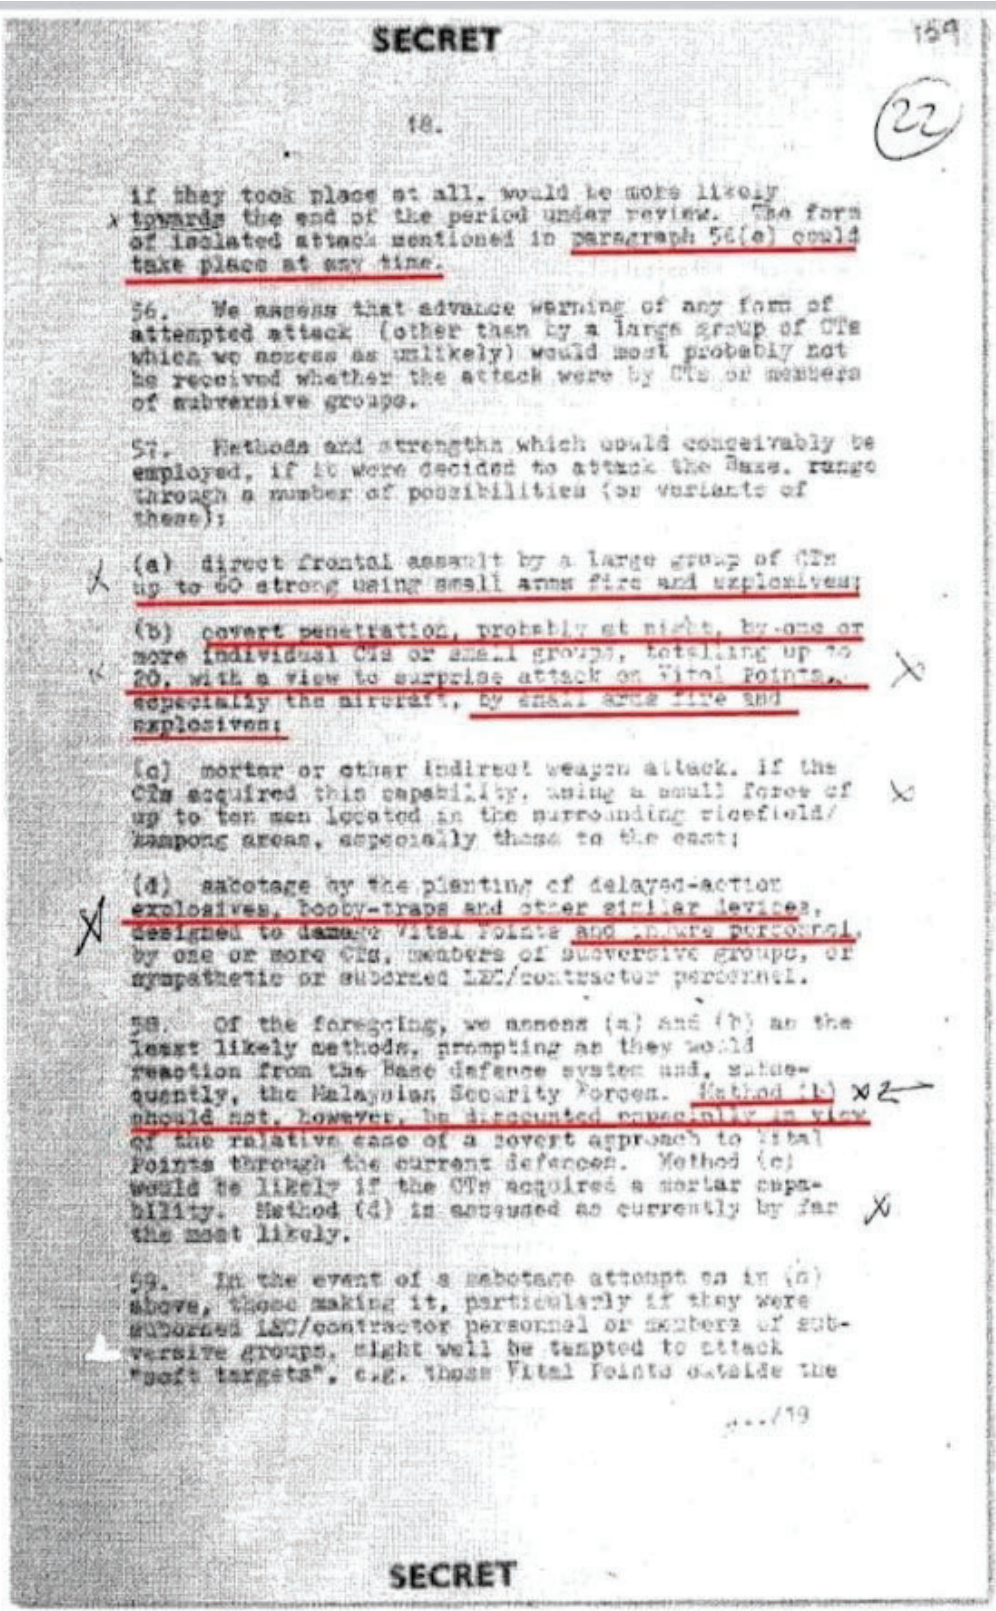 SECRET
159
22
18.
if they took place at all, would be more likely
x towards the end of the period under review. The form
of isolated attack mentioned in paragraph 56(e) could
take place at any time.
56. We assess that advance warning of any form of
attempted attack (other than by a large group of CTs
which we assess as unlikely) would most probably not
be received whether the attack were by CTs or members
of subversive groups.
57. Methods and strengths which could conceivably be
employed, if it were decided to attack the Base, range
through a number of possibilities (or variants of
these):
(a) direct frontal assault by a large group of CTs
X up to 60 strong using small arms fire and explosives;
(b) covert penetration, probably at night, by one or
more individual CTs or small groups, totalling up to
x 20, with a view to surprise attack on Vital Points, X
especially the aircraft, by small arms fire and
explosives;
(c) mortar or other indirect weapon attack, if the
CTs acquired this capability, using a small force of X
up to ten men located in the surrounding ricefield/
kampong areas, especially those to the east;
(d) sabotage by the planting of delayed-action
X explosives, booby-traps and other similar devices,
designed to damage Vital Points and injure personnel,
by one or more CTs, members of subversive groups, or
sympathetic or suborned LEC/contractor personnel.
58. Of the foregoing, we assess (a) and (b) as the
least likely methods, prompting as they would
reaction from the Base defence system and, subse-
quently, the Malaysian Security Forces. Method (b) x2
should not, however, be discounted especially in view
of the relative ease of a covert approach to Vital
Points through the current defences. Method (c)
would be likely if the CTs acquired a mortar capa-
bility. Method (d) is assessed as currently by far X
the most likely.
59. In the event of a sabotage attempt as in (d)
above, those making it, particularly if they were
suborned LEC/contractor personnel or members of sub-
versive groups, might well be tempted to attack
"soft targets", e.g. those Vital Points outside the
.../19
SECRET